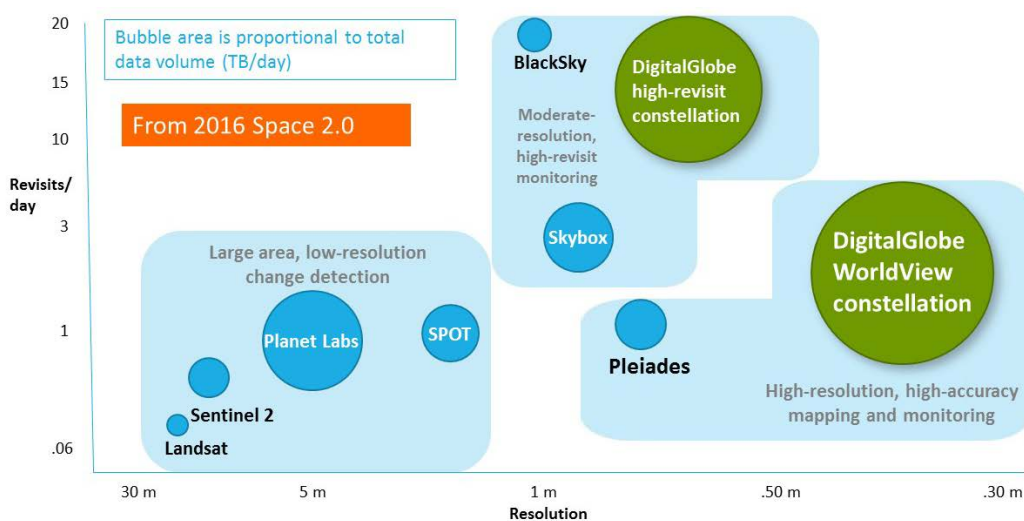 Bubble area is proportional to total
data volume (TB/day)
From 2016 Space 2.0
20
15
10
Revisits/
day
3
1
.06
BlackSky
DigitalGlobe
high-revisit
constellation
Moderate-
resolution,
high-revisit
monitoring
Skybox
Large area, low-resolution
change detection
Planet Labs
SPOT
Sentinel 2
Landsat
DigitalGlobe
WorldView
constellation
Pleiades
High-resolution, high-accuracy
mapping and monitoring
30 m
5 m
1 m
.50 m
.30 m
Resolution